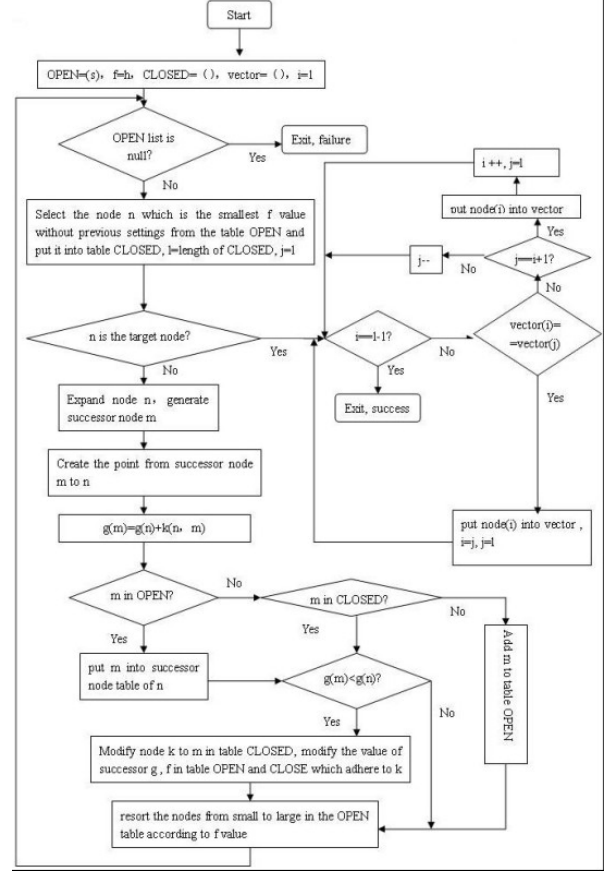 Start
OPEN=(s), f=h, CLOSED= (), vector= (), i=1
OPEN list is
null?
Yes
Exit, failure
No
i ++, j=l
put node(i) into vector
Select the node n which is the smallest f value
without previous settings from the table OPEN and
put it into table CLOSED, l=length of CLOSED, j=l
Yes
j--
No
j==i+1?
No
n is the target node?
Yes
i==l-1?
No
vector(i)=
=vector(j)
No
Yes
Yes
Expand node n, generate
successor node m
Exit, success
Create the point from successor node
m to n
g(m)=g(n)+k(n, m)
put node(i) into vector ,
i=j, j=l
m in OPEN?
No
m in CLOSED?
No
Yes
Yes
Add m to table OPEN
put m into successor
node table of n
g(m)<g(n)?
Yes
No
Modify node k to m in table CLOSED, modify the value of
successor g , f in table OPEN and CLOSE which adhere to k
resort the nodes from small to large in the OPEN
table according to f value